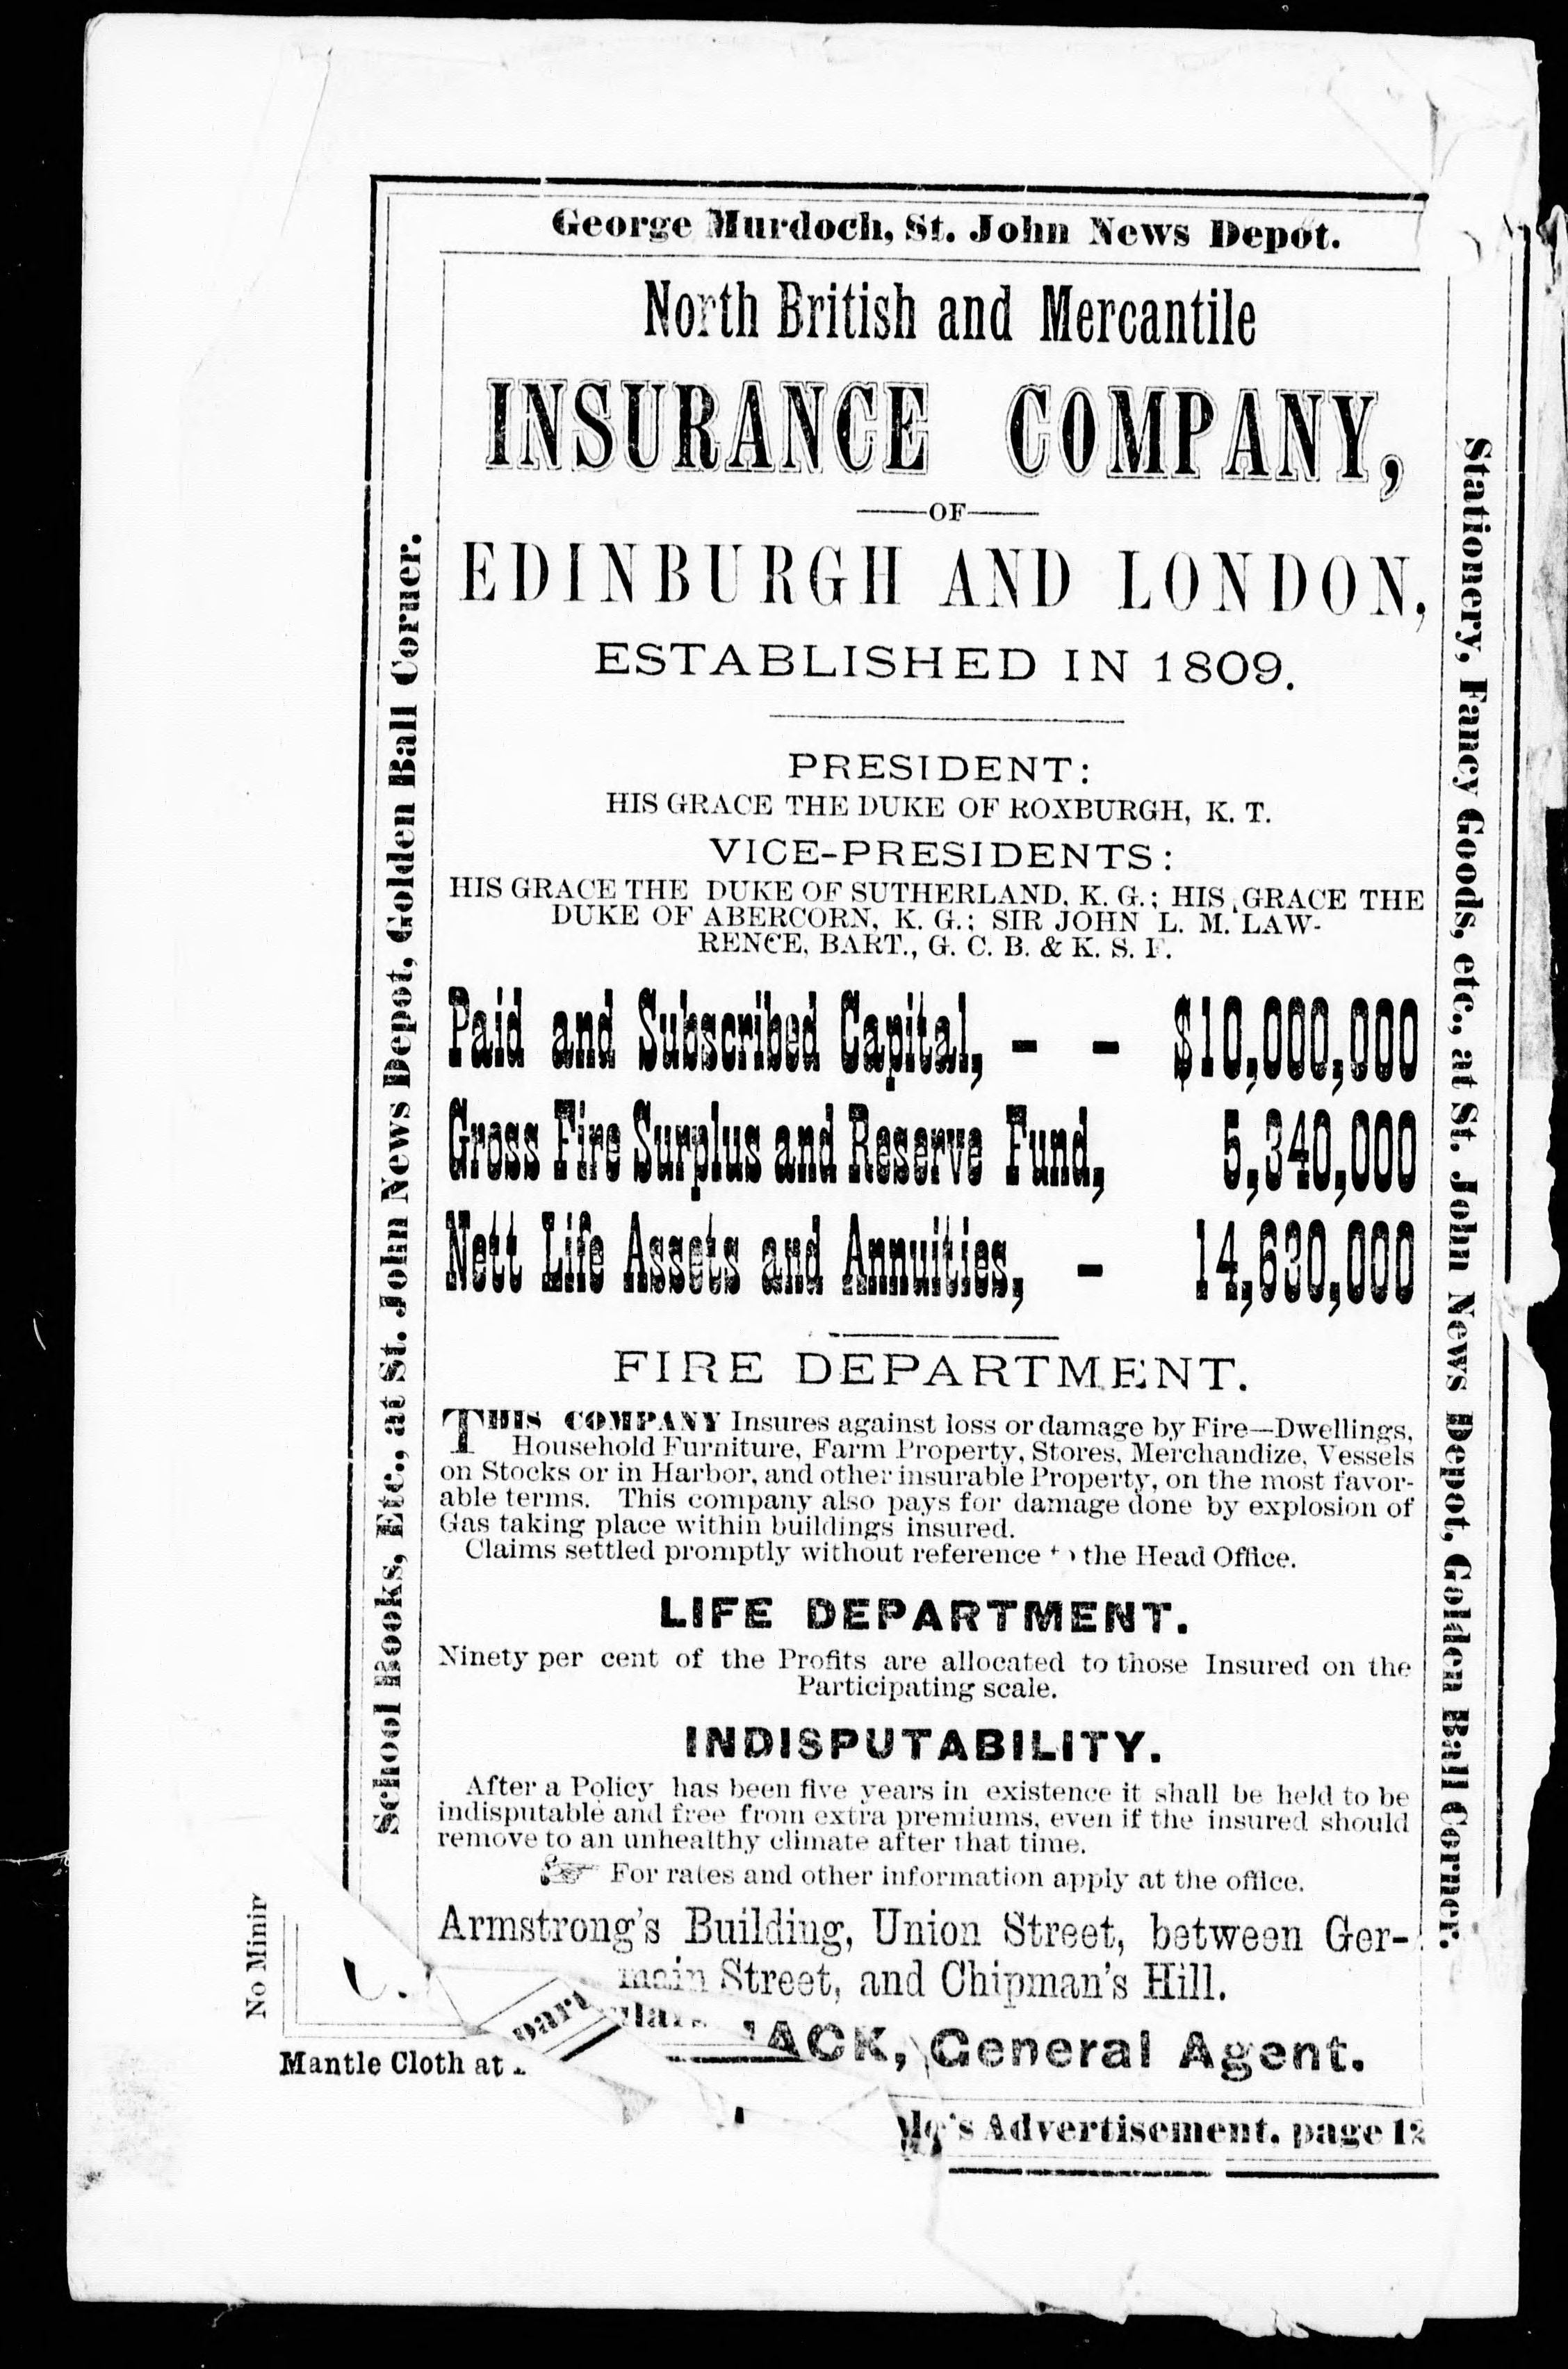 George Murdoch, St. John News Depot.
North British and Mercantile
INSURANCE COMPANY,
OF
EDINBURGH AND LONDON,
ESTABLISHED IN 1809.
PRESIDENT:
HIS GRACE THE DUKE OF ROXBURGH, K. T.
VICE-PRESIDENTS:
HIS GRACE THE DUKE OF SUTHERLAND, K. G.; HIS GRACE THE
DUKE OF ABERCORN, K. G.; SIR JOHN L. M. LAW-
RENCE, BART., G. C. B. & K. S. F.
Paid and Subscribed Capital, - - $10,000,000
Gross Fire Surplus and Reserve Fund, 5,340,000
Nett Life Assets and Annuities, - 14,630,000
FIRE DEPARTMENT.
THIS COMPANY Insures against loss or damage by Fire—Dwellings,
Household Furniture, Farm Property, Stores, Merchandize, Vessels
on Stocks or in Harbor, and other insurable Property, on the most favor-
able terms. This company also pays for damage done by explosion of
Gas taking place within buildings insured.
Claims settled promptly without reference to the Head Office.
LIFE DEPARTMENT.
Ninety per cent of the Profits are allocated to those Insured on the
Participating scale.
INDISPUTABILITY.
After a Policy has been five years in existence it shall be held to be
indisputable and free from extra premiums, even if the insured should
remove to an unhealthy climate after that time.
☞ For rates and other information apply at the office.
Armstrong's Building, Union Street, between Ger-
main Street, and Chipman's Hill.
ACK, General Agent.
's Advertisement, page 12
School Books, Etc., at St. John News Depot, Golden Ball Corner.
Stationery, Fancy Goods, etc., at St. John News Depot, Golden Ball Corner.
No
Mantle Cloth at